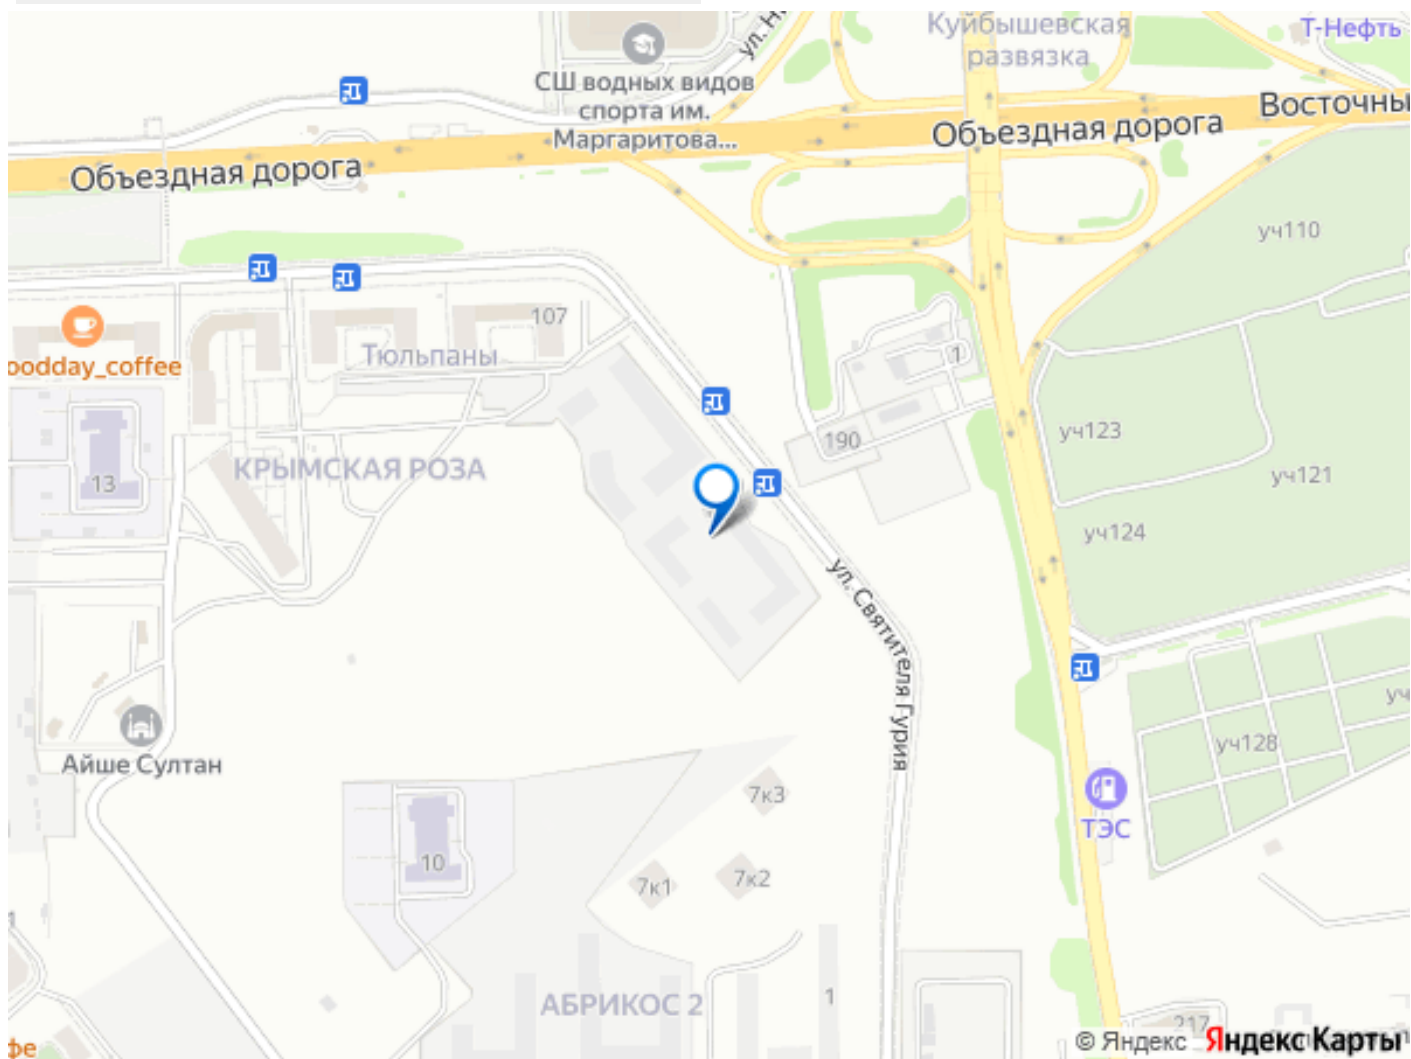 Куйбышевская
развязка
Т-Нефть
СШ водных видов
спорта им.
Маргаритова...
Объездная дорога
Восточны
Объездная дорога
уч110
107
Тюльпаны
oodday_coffee
1
уч123
190
КРЫМСКАЯ РОЗА
13
уч121
уч124
ул. Святителя Гурия
Айше Султан
уч128
7к3
ТЭС
10
7к1
7к2
АБРИКОС 2
1
217
фе
© Яндекс Яндекс Карты